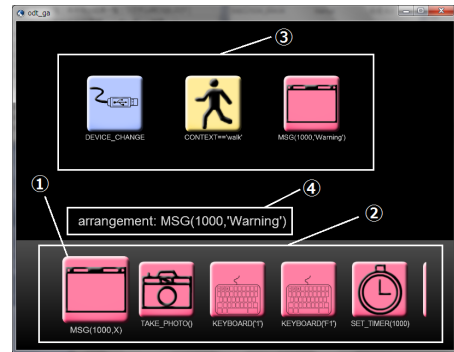 odt_ga
③
DEVICE_CHANGE
CONTEXT=='walk'
MSG(1000,'Warning')
①
④
arrangement: MSG(1000,'Warning')
②
MSG(1000,X)
TAKE_PHOTO()
KEYBOARD('1')
KEYBOARD('F1')
SET_TIMER(1000)